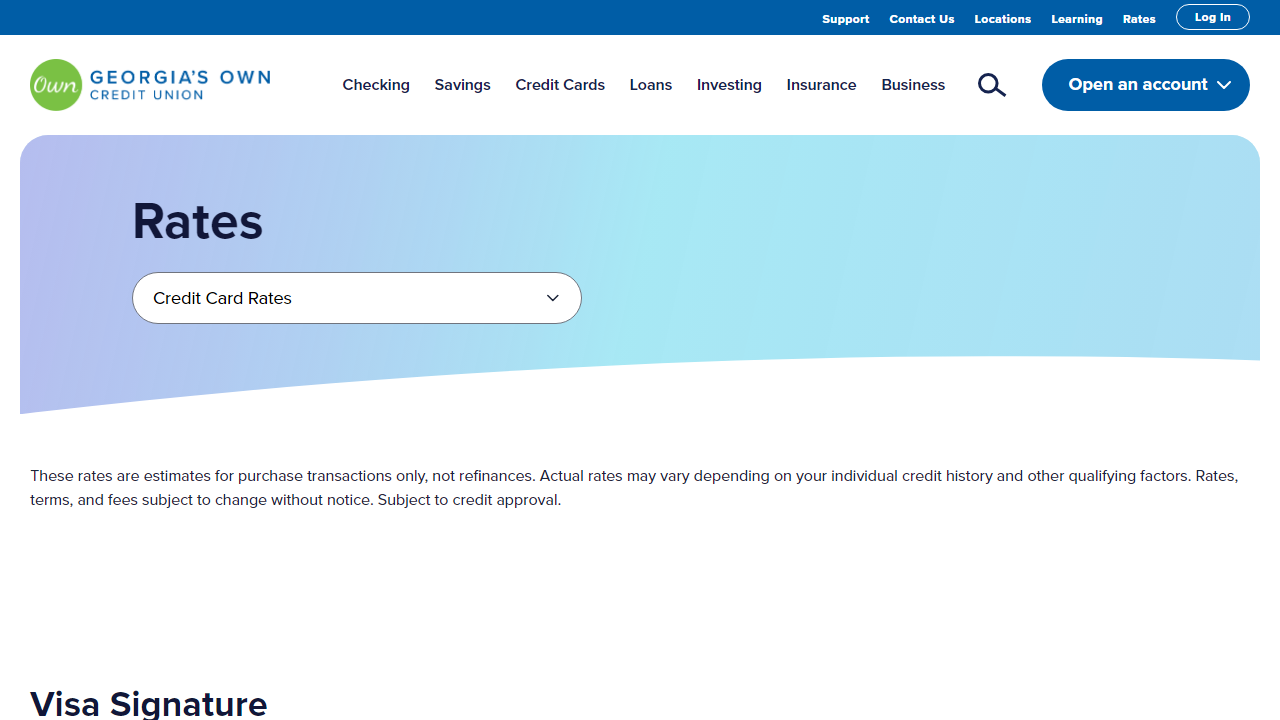 Support Contact Us Locations Learning Rates Log In
Own GEORGIA'S OWN
CREDIT UNION
Checking Savings Credit Cards Loans Investing Insurance Business Open an account
Rates
Credit Card Rates
These rates are estimates for purchase transactions only, not refinances. Actual rates may vary depending on your individual credit history and other qualifying factors. Rates,
terms, and fees subject to change without notice. Subject to credit approval.
Visa Signature